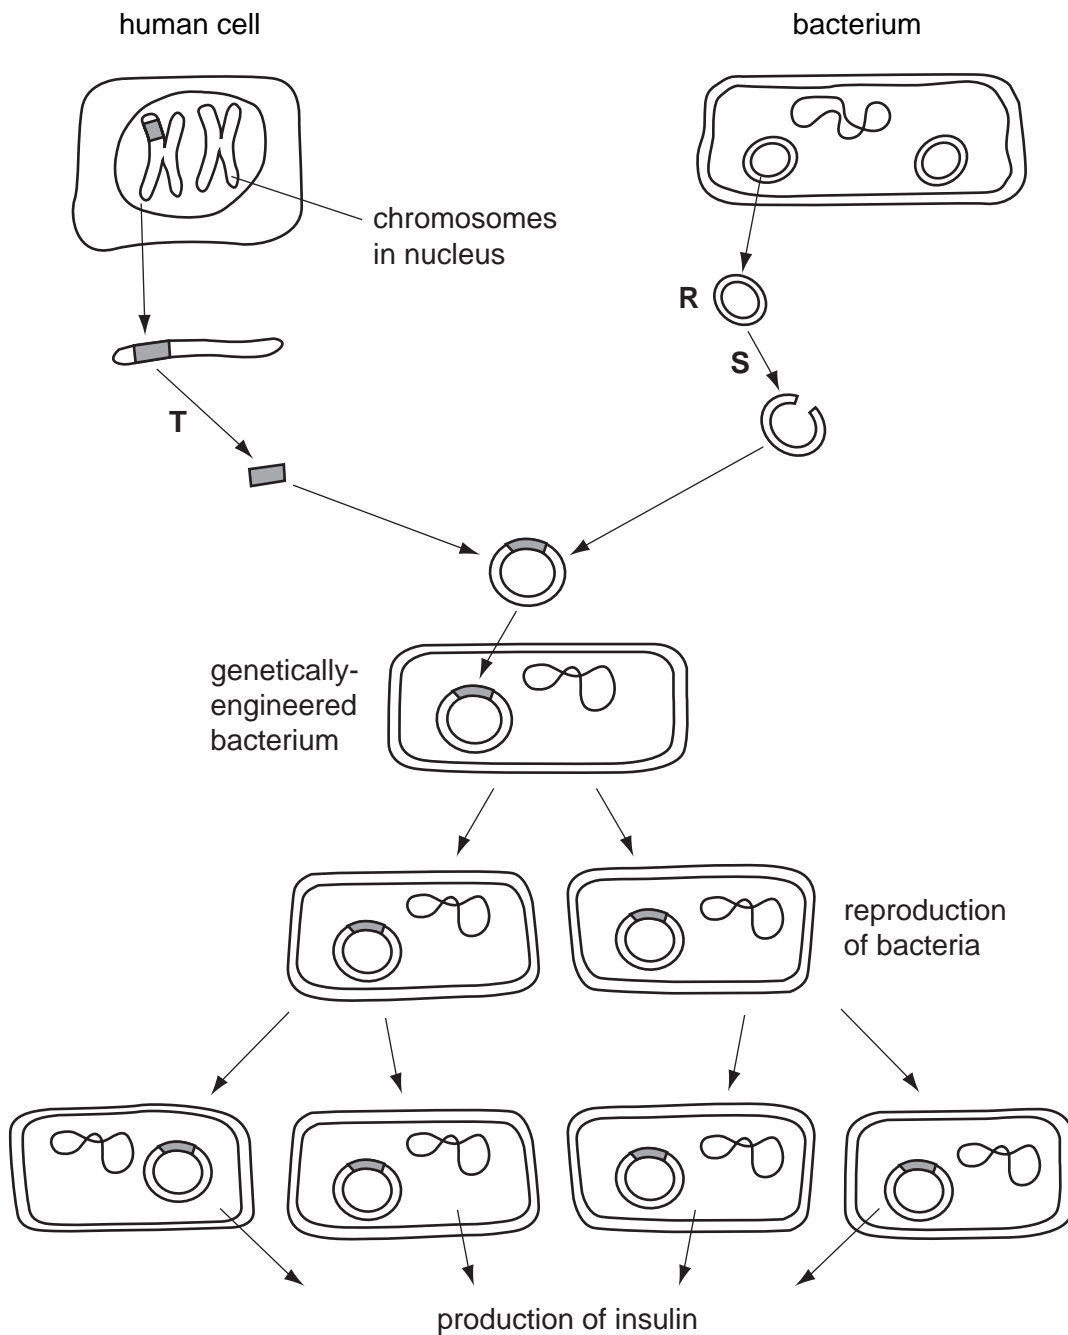 human cell
bacterium
chromosomes
in nucleus
R
S
T
genetically-
engineered
bacterium
reproduction
of bacteria
production of insulin